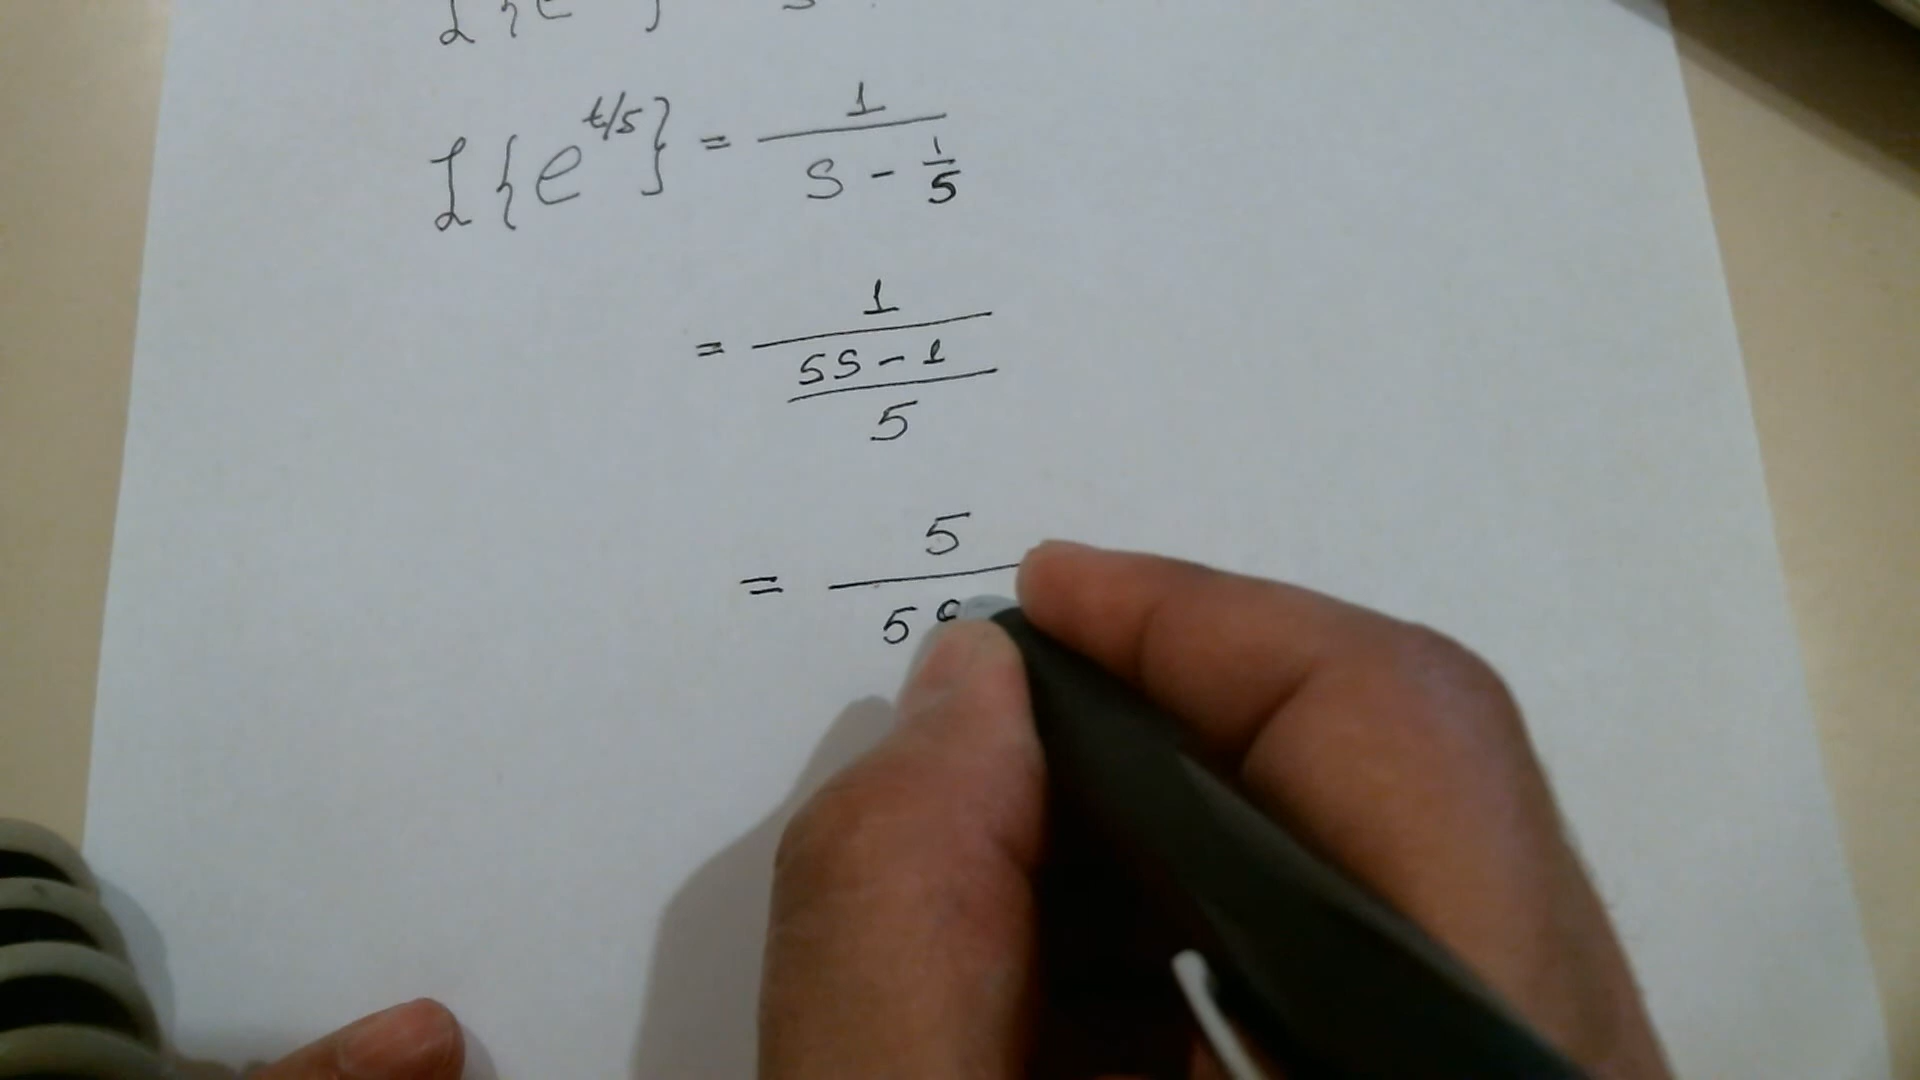 ℒ{e^{t/5}} = 1/(S - 1/5)
= 1/((5S - 1)/5)
= 5/(5S